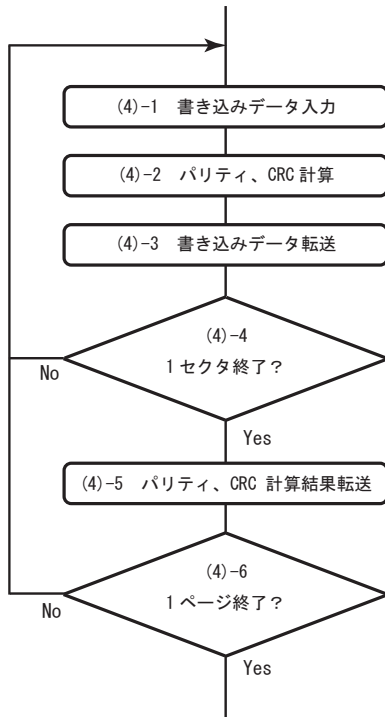 (4)-1 書き込みデータ入力
(4)-2 パリティ、CRC 計算
(4)-3 書き込みデータ転送
(4)-4
1 セクタ終了?
No
Yes
(4)-5 パリティ、CRC 計算結果転送
(4)-6
1 ページ終了?
No
Yes